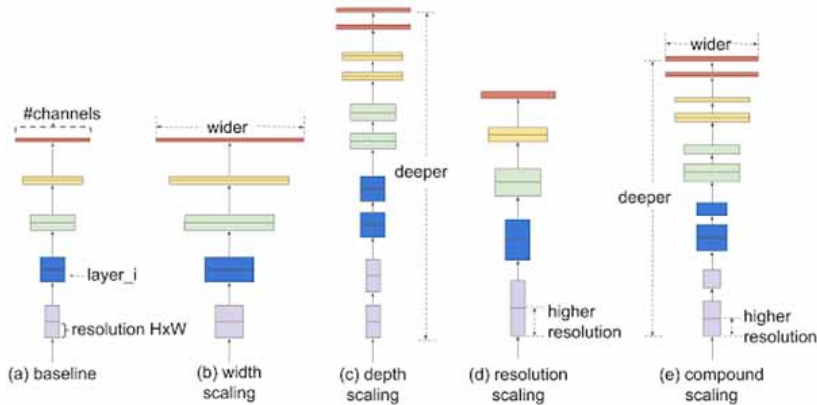 #channels
layer_i
resolution HxW
(a) baseline
wider
(b) width
scaling
deeper
(c) depth
scaling
higher
resolution
(d) resolution
scaling
wider
deeper
higher
resolution
(e) compound
scaling